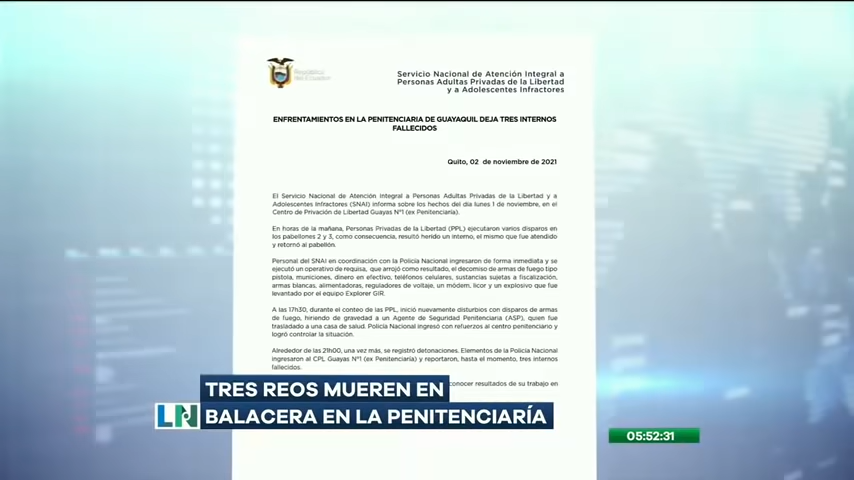 República
del Ecuador
Servicio Nacional de Atención Integral a
Personas Adultas Privadas de la Libertad
y a Adolescentes Infractores
ENFRENTAMIENTOS EN LA PENITENCIARIA DE GUAYAQUIL DEJA TRES INTERNOS
FALLECIDOS
Quito, 02 de noviembre de 2021
El Servicio Nacional de Atención integral a Personas Adultas Privadas de la Libertad y a
Adolescentes Infractores (SNAI) informa sobre los hechos del día lunes 1 de noviembre, en el
Centro de Privación de Libertad Guayas Nº1 (ex Penitenciaría).
En horas de la mañana, Personas Privadas de la Libertad (PPL) ejecutaron varios disparos en
los pabellones 2 y 3, como consecuencia, resultó herido un interno, el mismo que fue atendido
y retornó al pabellón.
Personal del SNAI en coordinación con la Policía Nacional ingresaron de forma inmediata y se
ejecutó un operativo de requisa, que arrojó como resultado, el decomiso de armas de fuego tipo
pistola, municiones, dinero en efectivo, teléfonos celulares, sustancias sujetas a fiscalización,
armas blancas, alimentadoras, reguladores de voltaje, un módem, licor y un explosivo que fue
levantado por el equipo Explorer GIR.
A las 17h30, durante el conteo de las PPL, inició nuevamente disturbios con disparos de armas
de fuego, hiriendo de gravedad a un Agente de Seguridad Penitenciaria (ASP), quien fue
trasladado a una casa de salud. Policía Nacional ingresó con refuerzos al centro penitenciario y
logró controlar la situación.
Alrededor de las 21h00, una vez más, se registró detonaciones. Elementos de la Policía Nacional
ingresaron al CPL Guayas Nº1 (ex Penitenciaría) y reportaron, hasta el momento, tres internos
fallecidos.
conocer resultados de su trabajo en
TRES REOS MUEREN EN
LN BALACERA EN LA PENITENCIARÍA
05:52:31